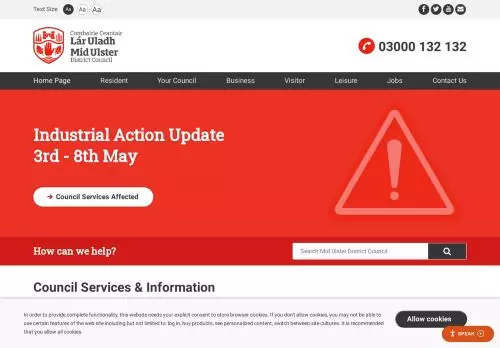 Text Size Aa Aa Aa
Comhairle Ceantair
Lár Uladh
Mid Ulster
District Council
03000 132 132
Home Page Resident Your Council Business Visitor Leisure Jobs Contact Us
Industrial Action Update
3rd - 8th May
Council Services Affected
How can we help?
Search Mid Ulster District Council
Council Services & Information
In order to provide complete functionality, this website needs your explicit consent to store browser cookies. If you don't allow cookies, you may not be able to
use certain features of the web site including but not limited to: log in, buy products, see personalized content, switch between site cultures. It is recommended
that you allow all cookies.
Allow cookies
SPEAK